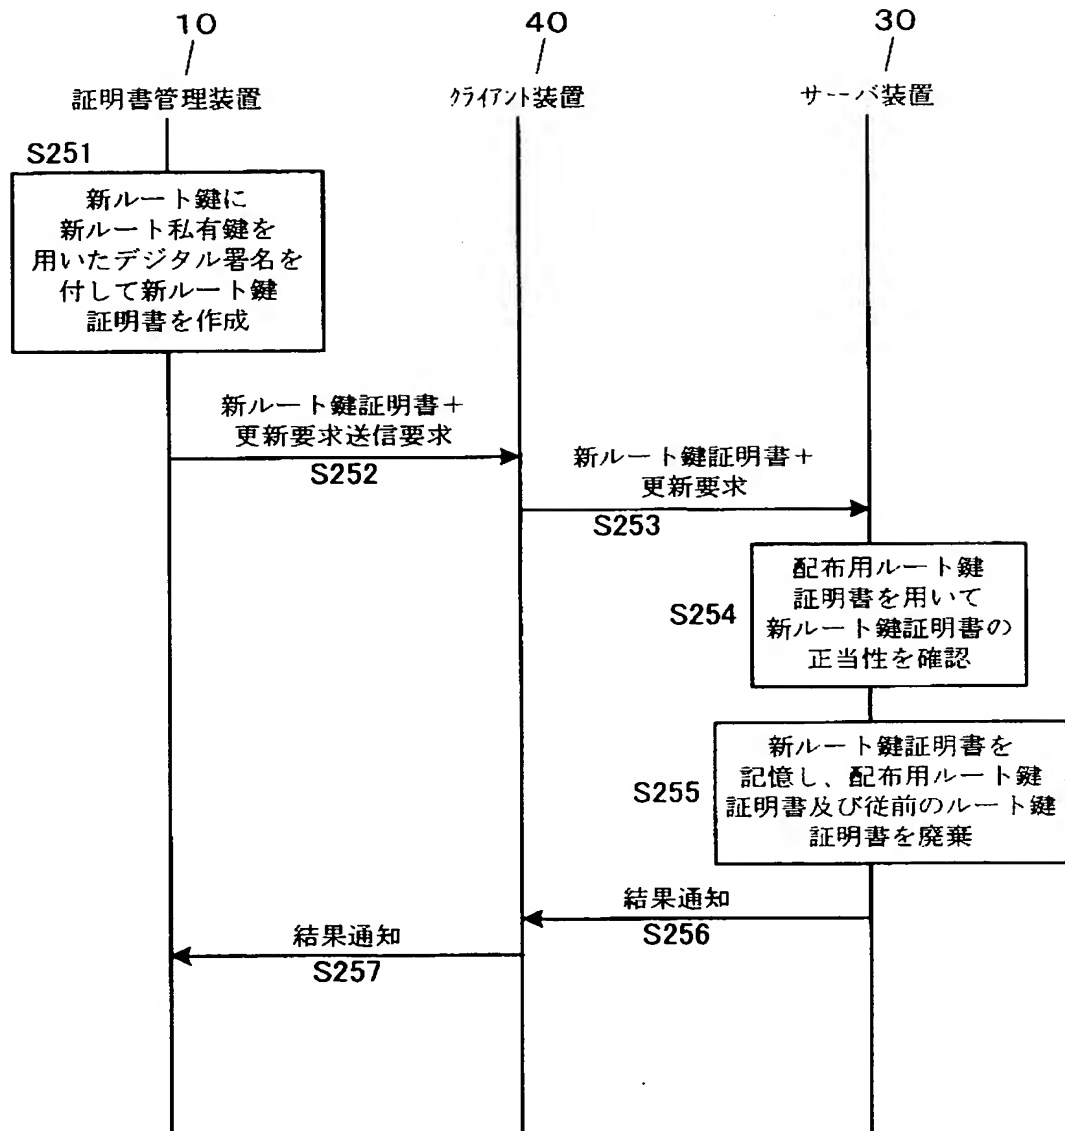 10
40
30
証明書管理装置
クライアント装置
サーバ装置
S251
新ルート鍵に
新ルート私有鍵を
用いたデジタル署名を
付して新ルート鍵
証明書を作成
新ルート鍵証明書+
更新要求送信要求
S252
新ルート鍵証明書+
更新要求
S253
S254
配布用ルート鍵
証明書を用いて
新ルート鍵証明書の
正当性を確認
S255
新ルート鍵証明書を
記憶し、配布用ルート鍵
証明書及び従前のルート鍵
証明書を廃棄
結果通知
S256
結果通知
S257